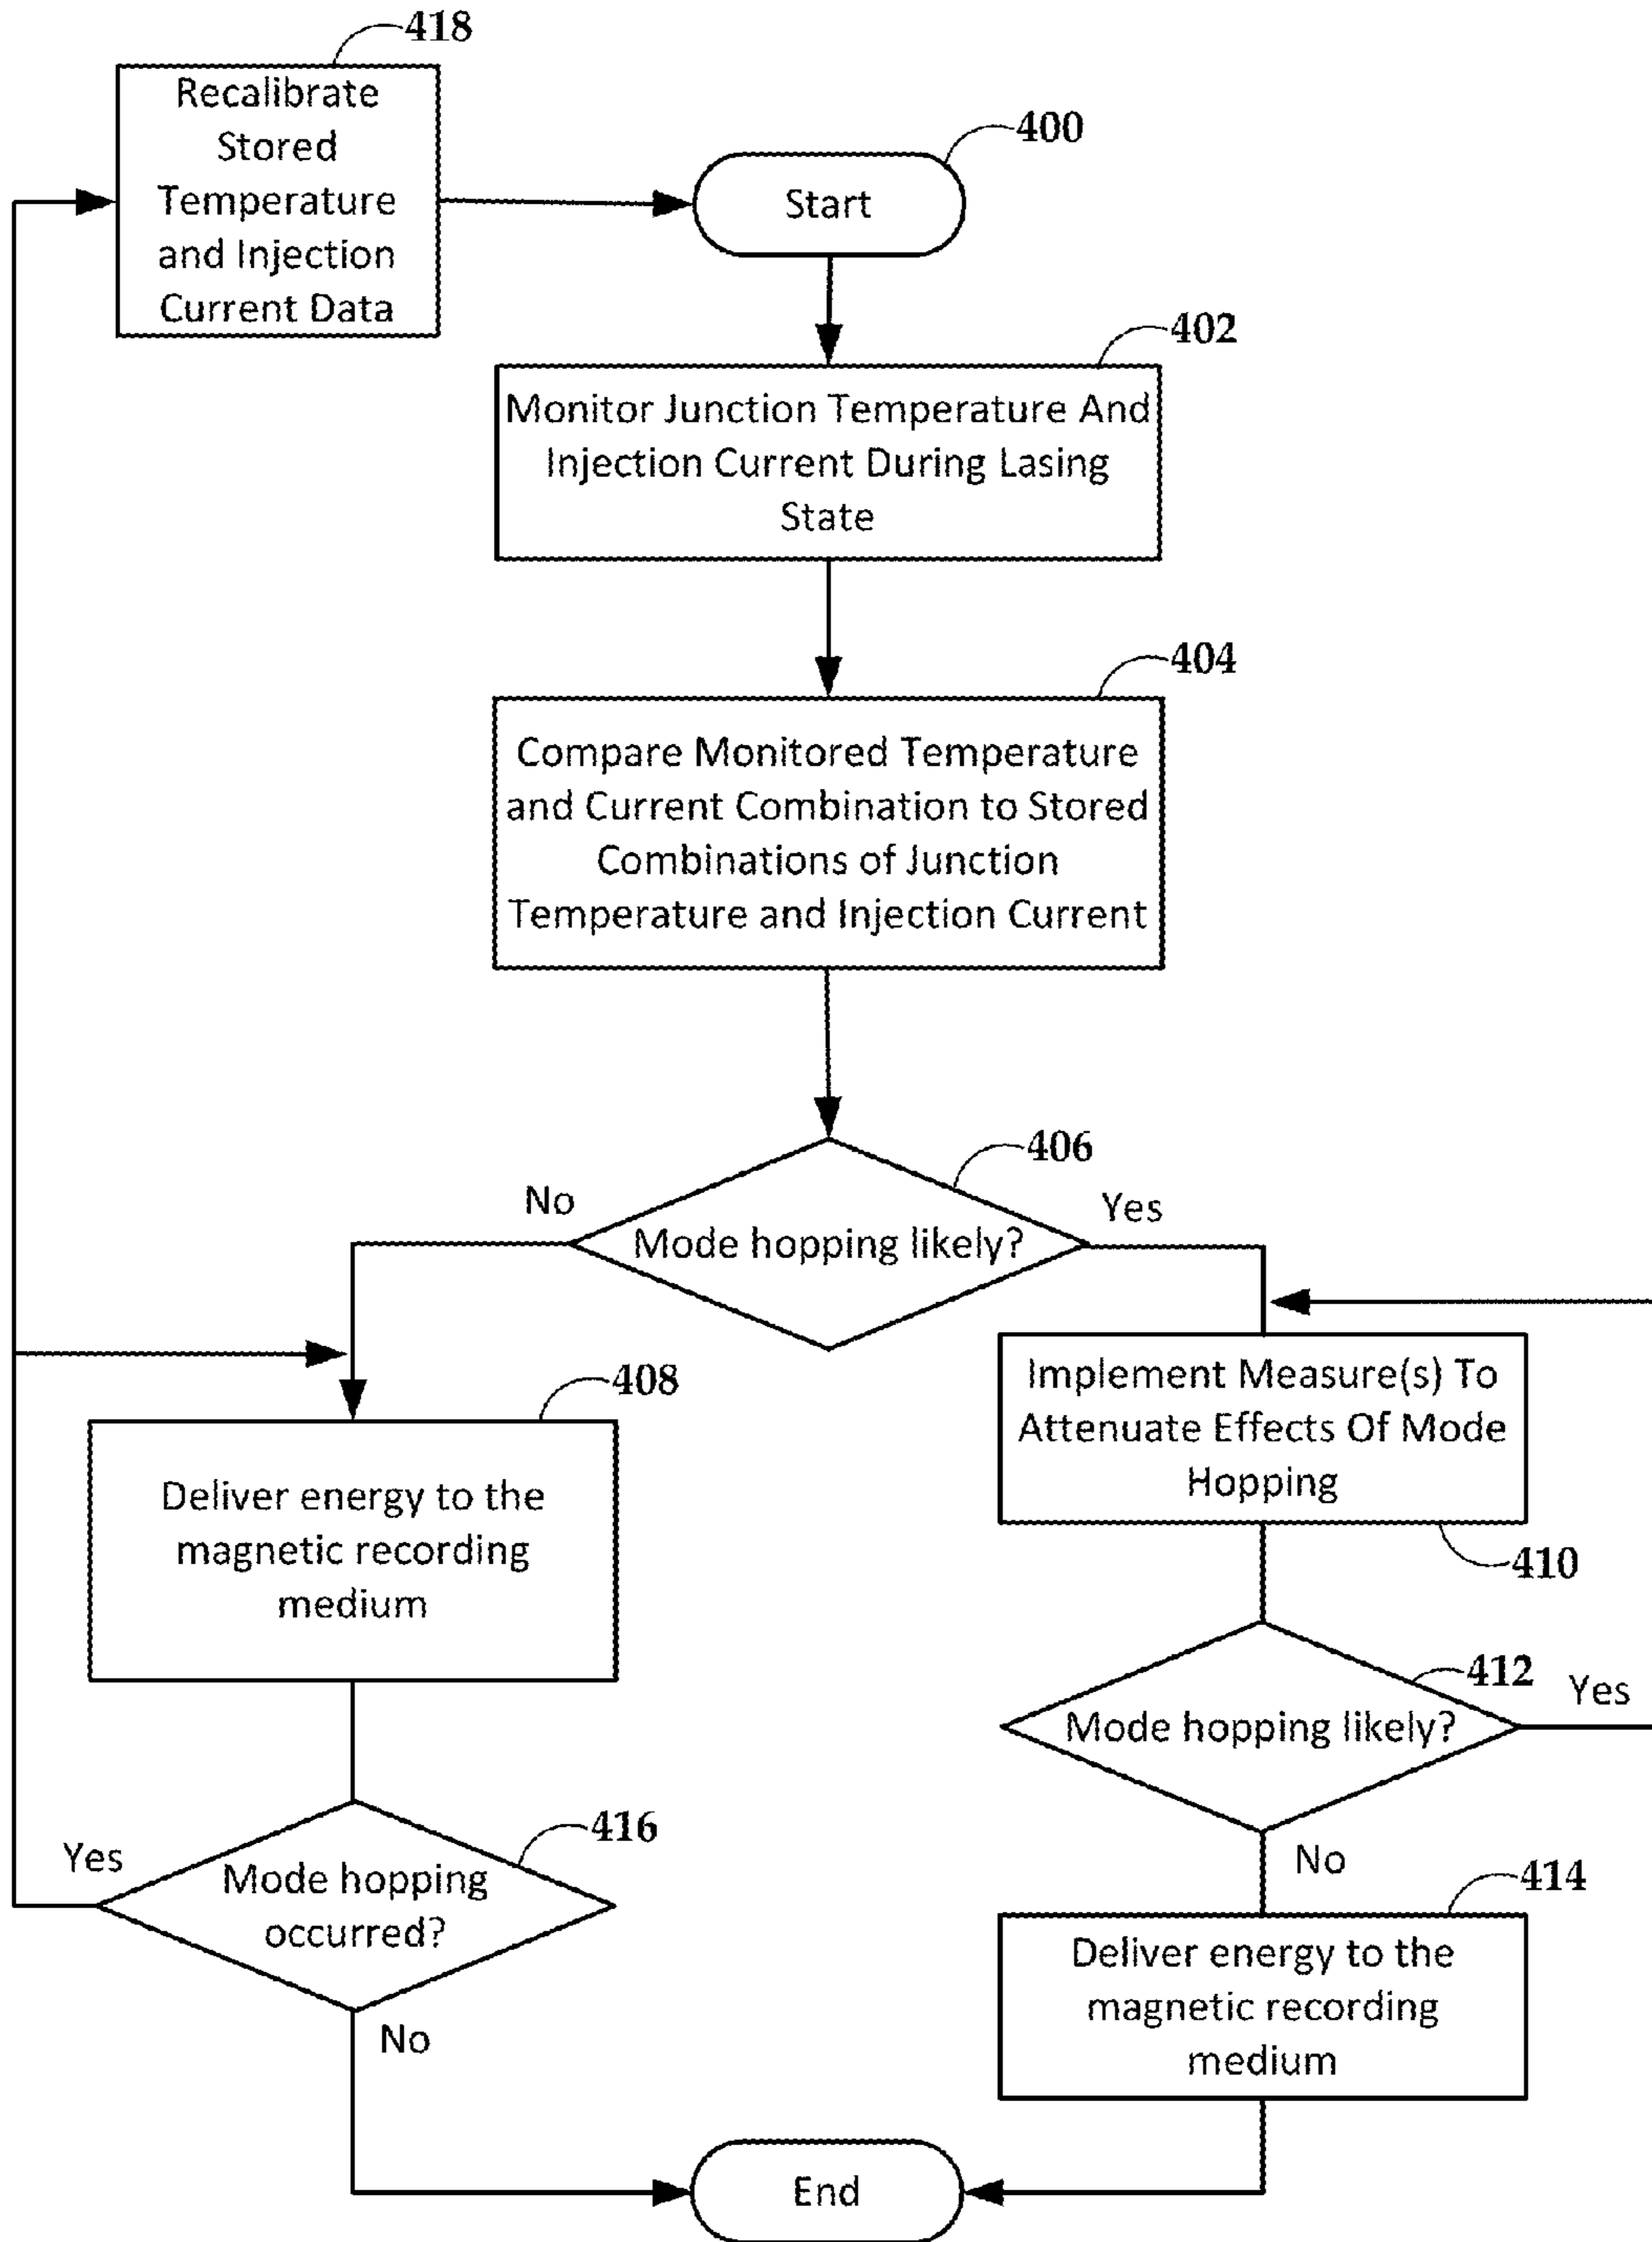 418
Recalibrate
Stored
Temperature
and Injection
Current Data
400
Start
402
Monitor Junction Temperature And
Injection Current During Lasing
State
404
Compare Monitored Temperature
and Current Combination to Stored
Combinations of Junction
Temperature and Injection Current
406
No
Yes
Mode hopping likely?
408
Deliver energy to the
magnetic recording
medium
Implement Measure(s) To
Attenuate Effects Of Mode
Hopping
410
412
Yes
Mode hopping likely?
No
416
Yes
Mode hopping
occurred?
No
414
Deliver energy to the
magnetic recording
medium
End